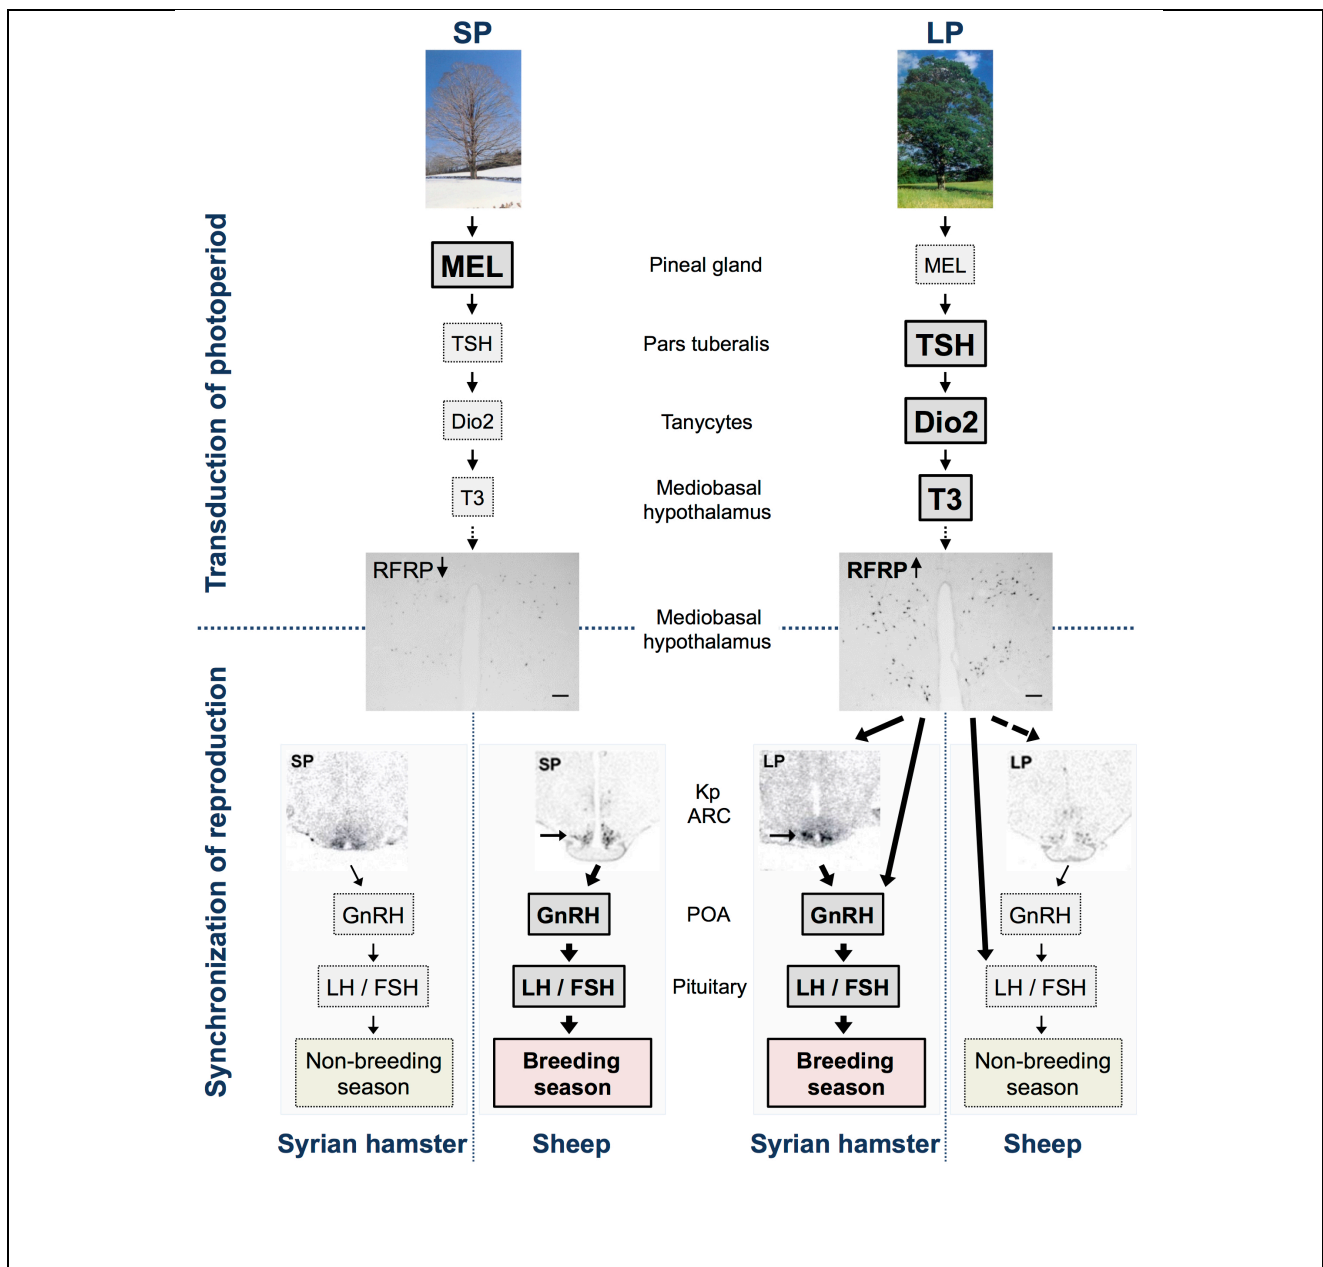 SP
LP
Transduction of photoperiod
MEL
Pineal gland
MEL
TSH
Pars tuberalis
TSH
Dio2
Tanycytes
Dio2
T3
Mediobasal
hypothalamus
T3
RFRP
RFRP
Mediobasal
hypothalamus
Synchronization of reproduction
SP
SP
Kp
ARC
LP
LP
GnRH
GnRH
POA
GnRH
GnRH
LH / FSH
LH / FSH
Pituitary
LH / FSH
LH / FSH
Non-breeding
season
Breeding
season
Breeding
season
Non-breeding
season
Syrian hamster
Sheep
Syrian hamster
Sheep